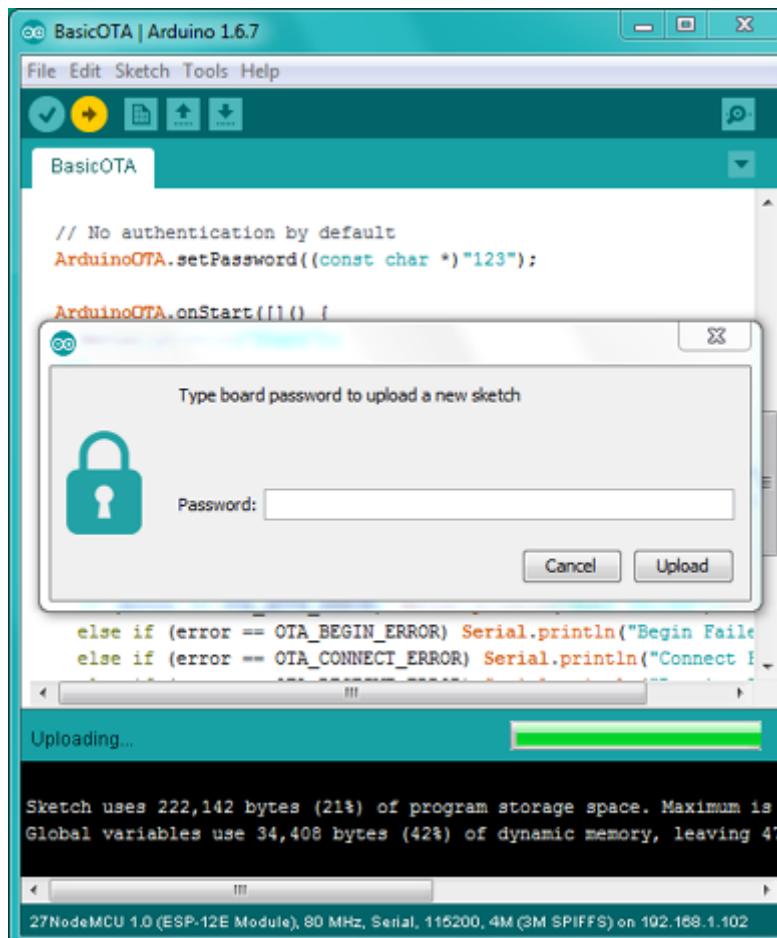 BasicOTA | Arduino 1.6.7
File Edit Sketch Tools Help
BasicOTA
// No authentication by default
ArduinoOTA.setPassword((const char *)"123");
ArduinoOTA.onStart([]() {
Type board password to upload a new sketch
Password:
Cancel Upload
else if (error == OTA_BEGIN_ERROR) Serial.println("Begin Faile
else if (error == OTA_CONNECT_ERROR) Serial.println("Connect
Uploading...
Sketch uses 222,142 bytes (21%) of program storage space. Maximum is
Global variables use 34,408 bytes (42%) of dynamic memory, leaving 47
27NodeMCU 1.0 (ESP-12E Module), 80 MHz, Serial, 115200, 4M (3M SPIFFS) on 192.168.1.102